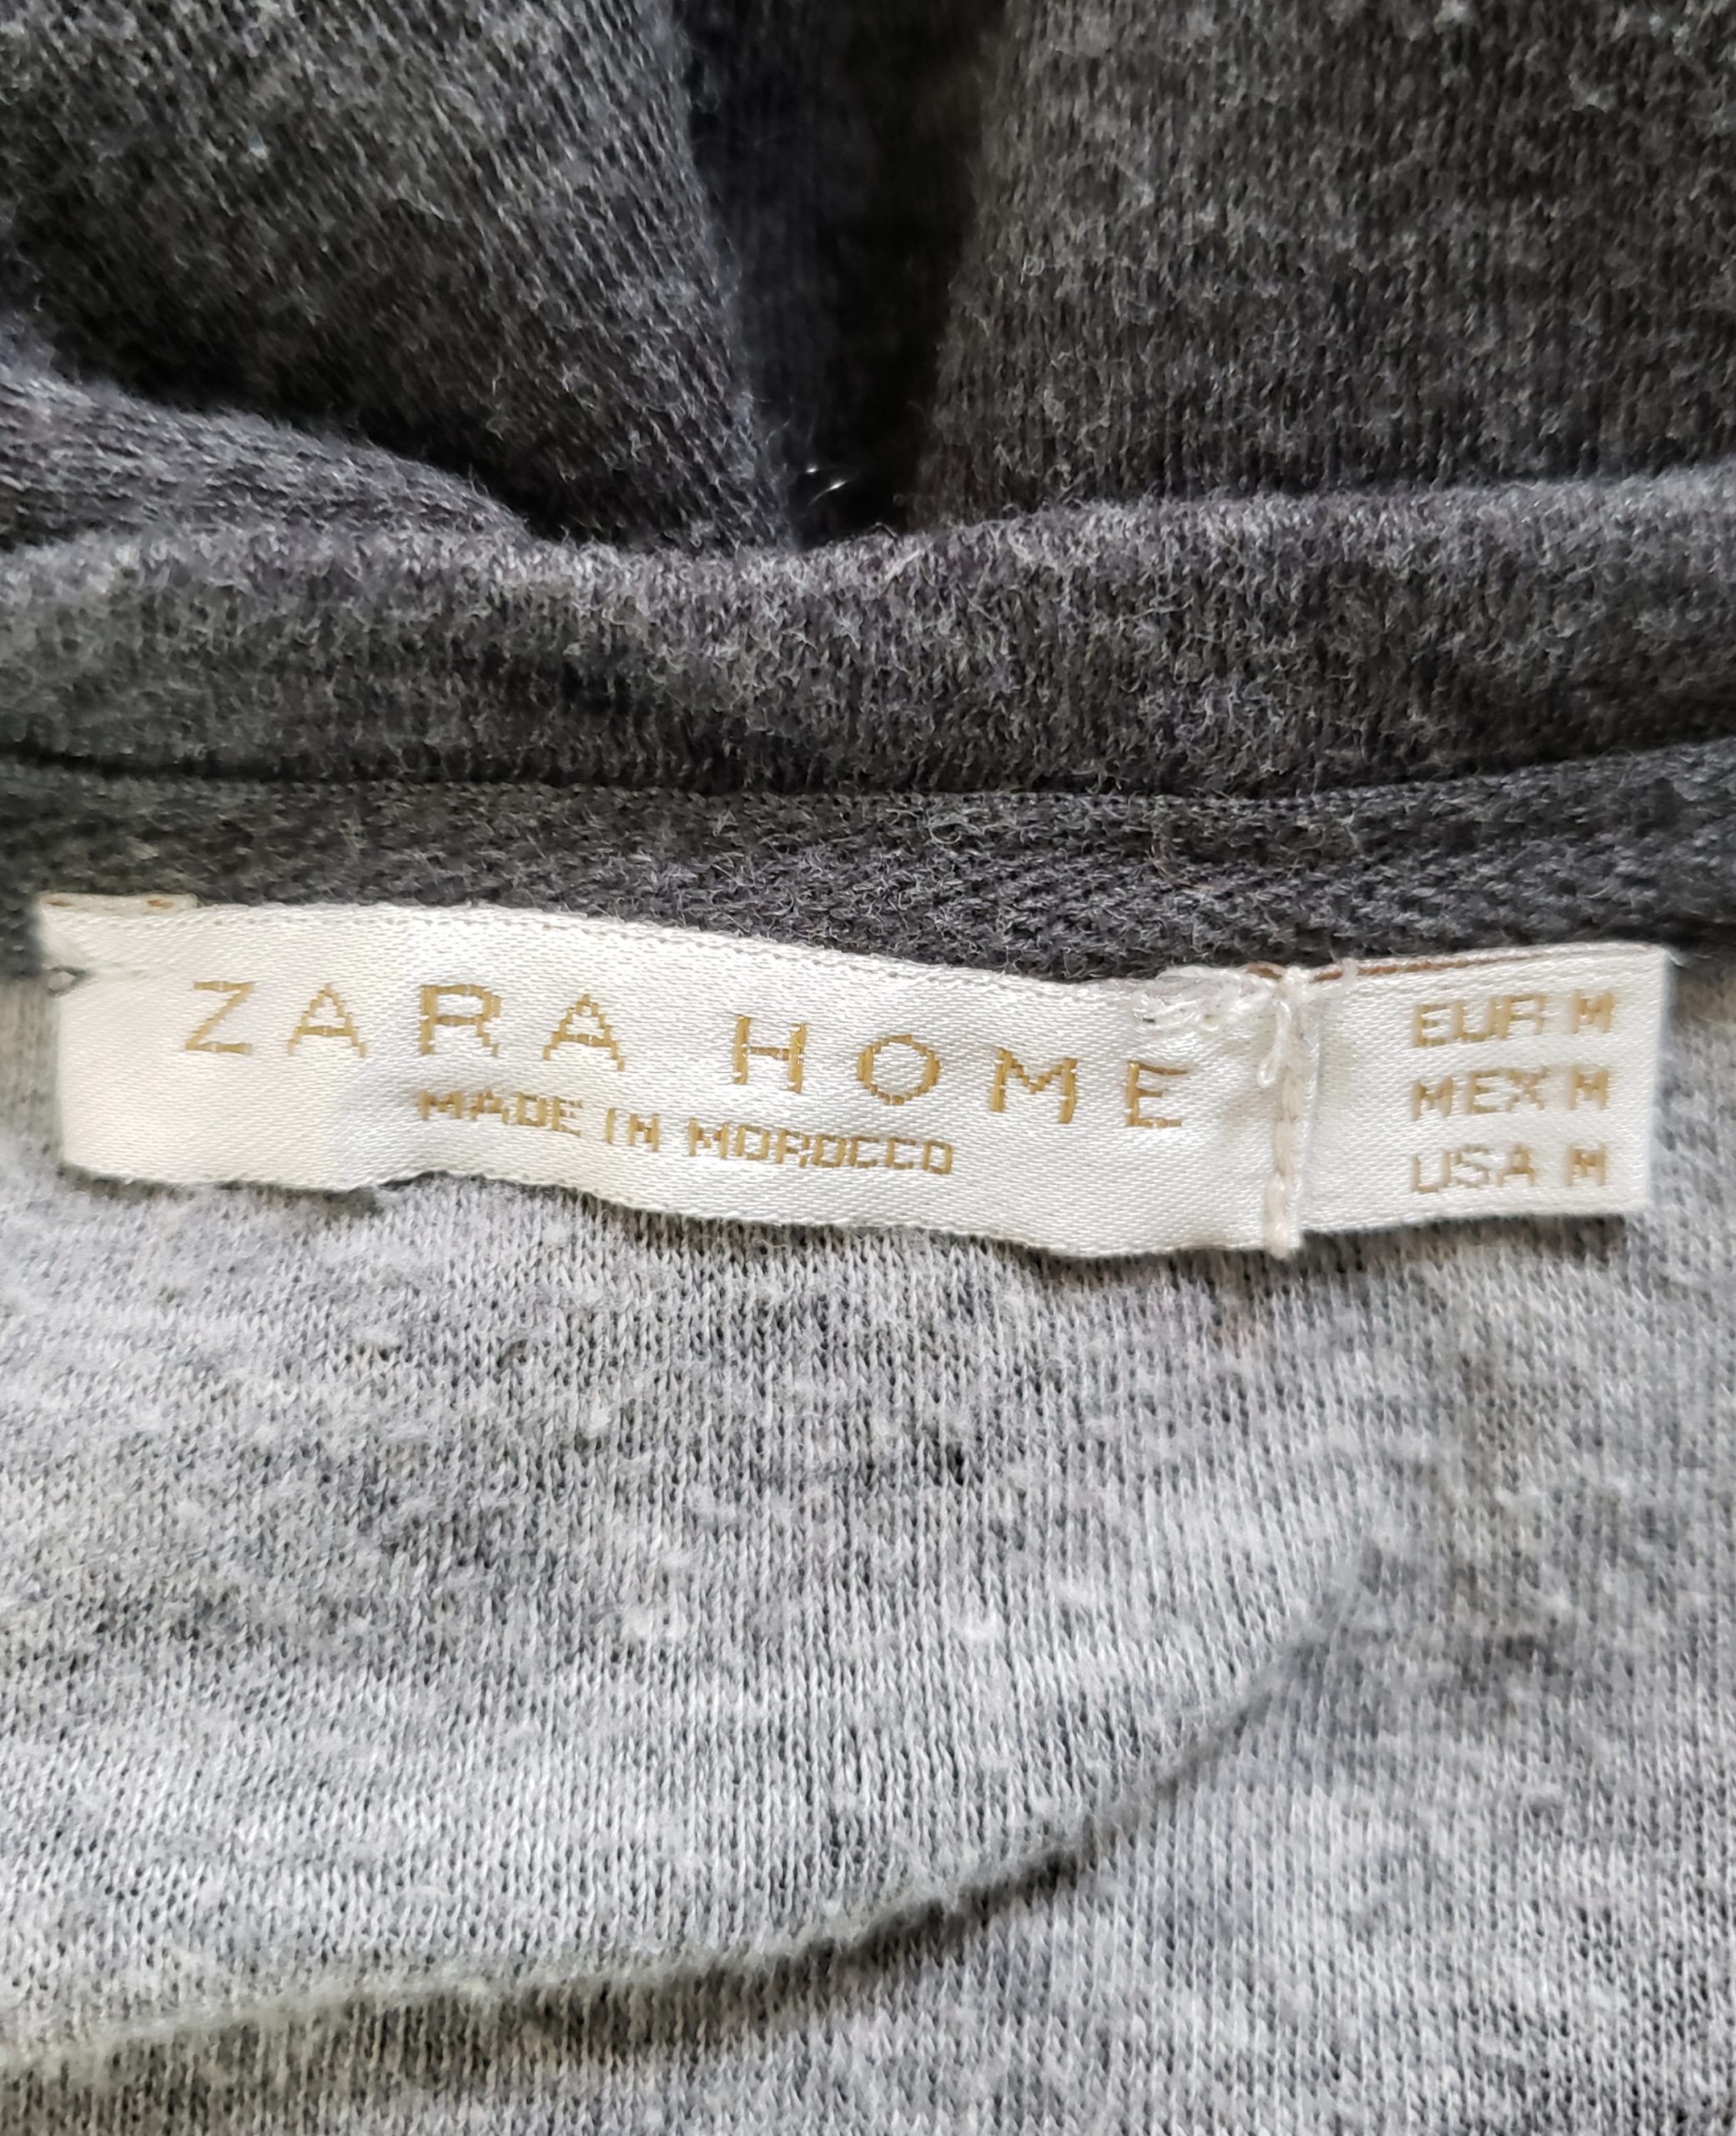 ZARA HOME
MADE IN MOROCCO
EUR M
MEX M
USA M